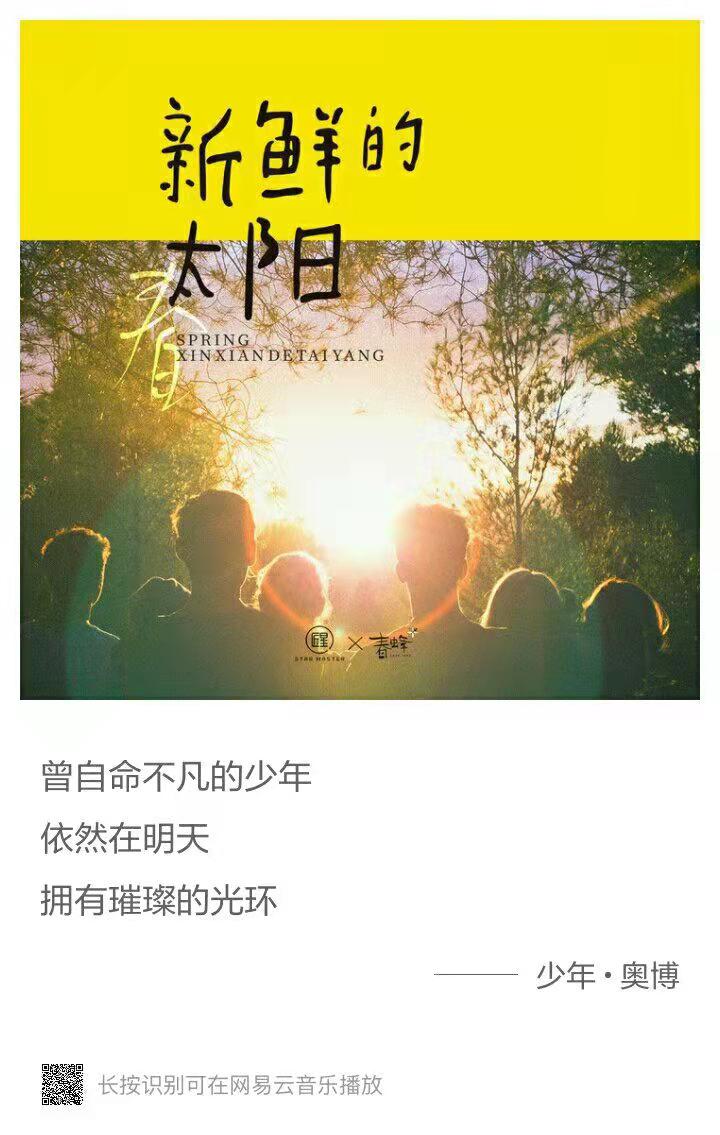 新鲜的
太阳
春
SPRING
XINXIANDETAIYANG
匠星 × 春蜂
STAR MASTER
曾自命不凡的少年
依然在明天
拥有璀璨的光环
少年•奥博
长按识别可在网易云音乐播放